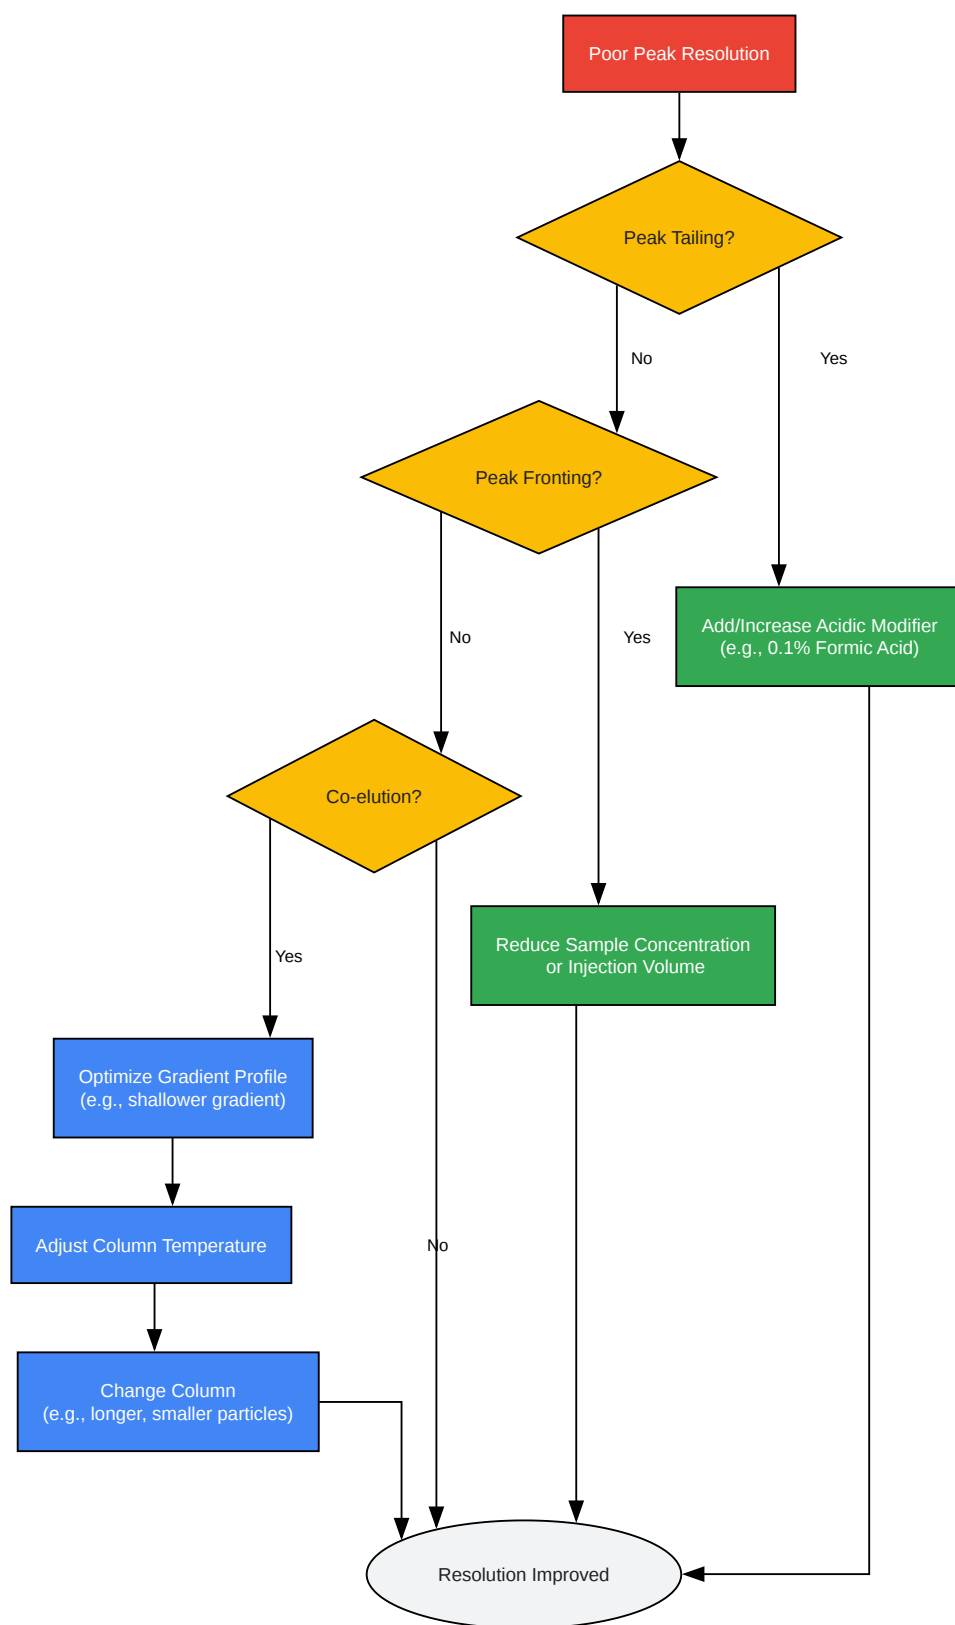 Poor Peak Resolution
Peak Tailing?
No
Yes
Peak Fronting?
Add/Increase Acidic Modifier
(e.g., 0.1% Formic Acid)
No
Yes
Co-elution?
Reduce Sample Concentration
or Injection Volume
Yes
Optimize Gradient Profile
(e.g., shallower gradient)
Adjust Column Temperature
No
Change Column
(e.g., longer, smaller particles)
Resolution Improved